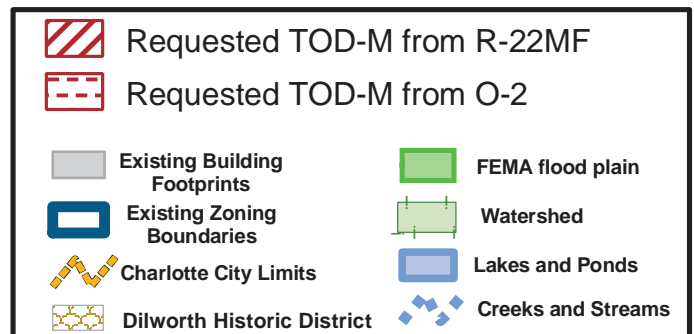 Requested TOD-M from R-22MF
Requested TOD-M from O-2
Existing Building
Footprints
Existing Zoning
Boundaries
Charlotte City Limits
Dilworth Historic District
FEMA flood plain
Watershed
Lakes and Ponds
Creeks and Streams